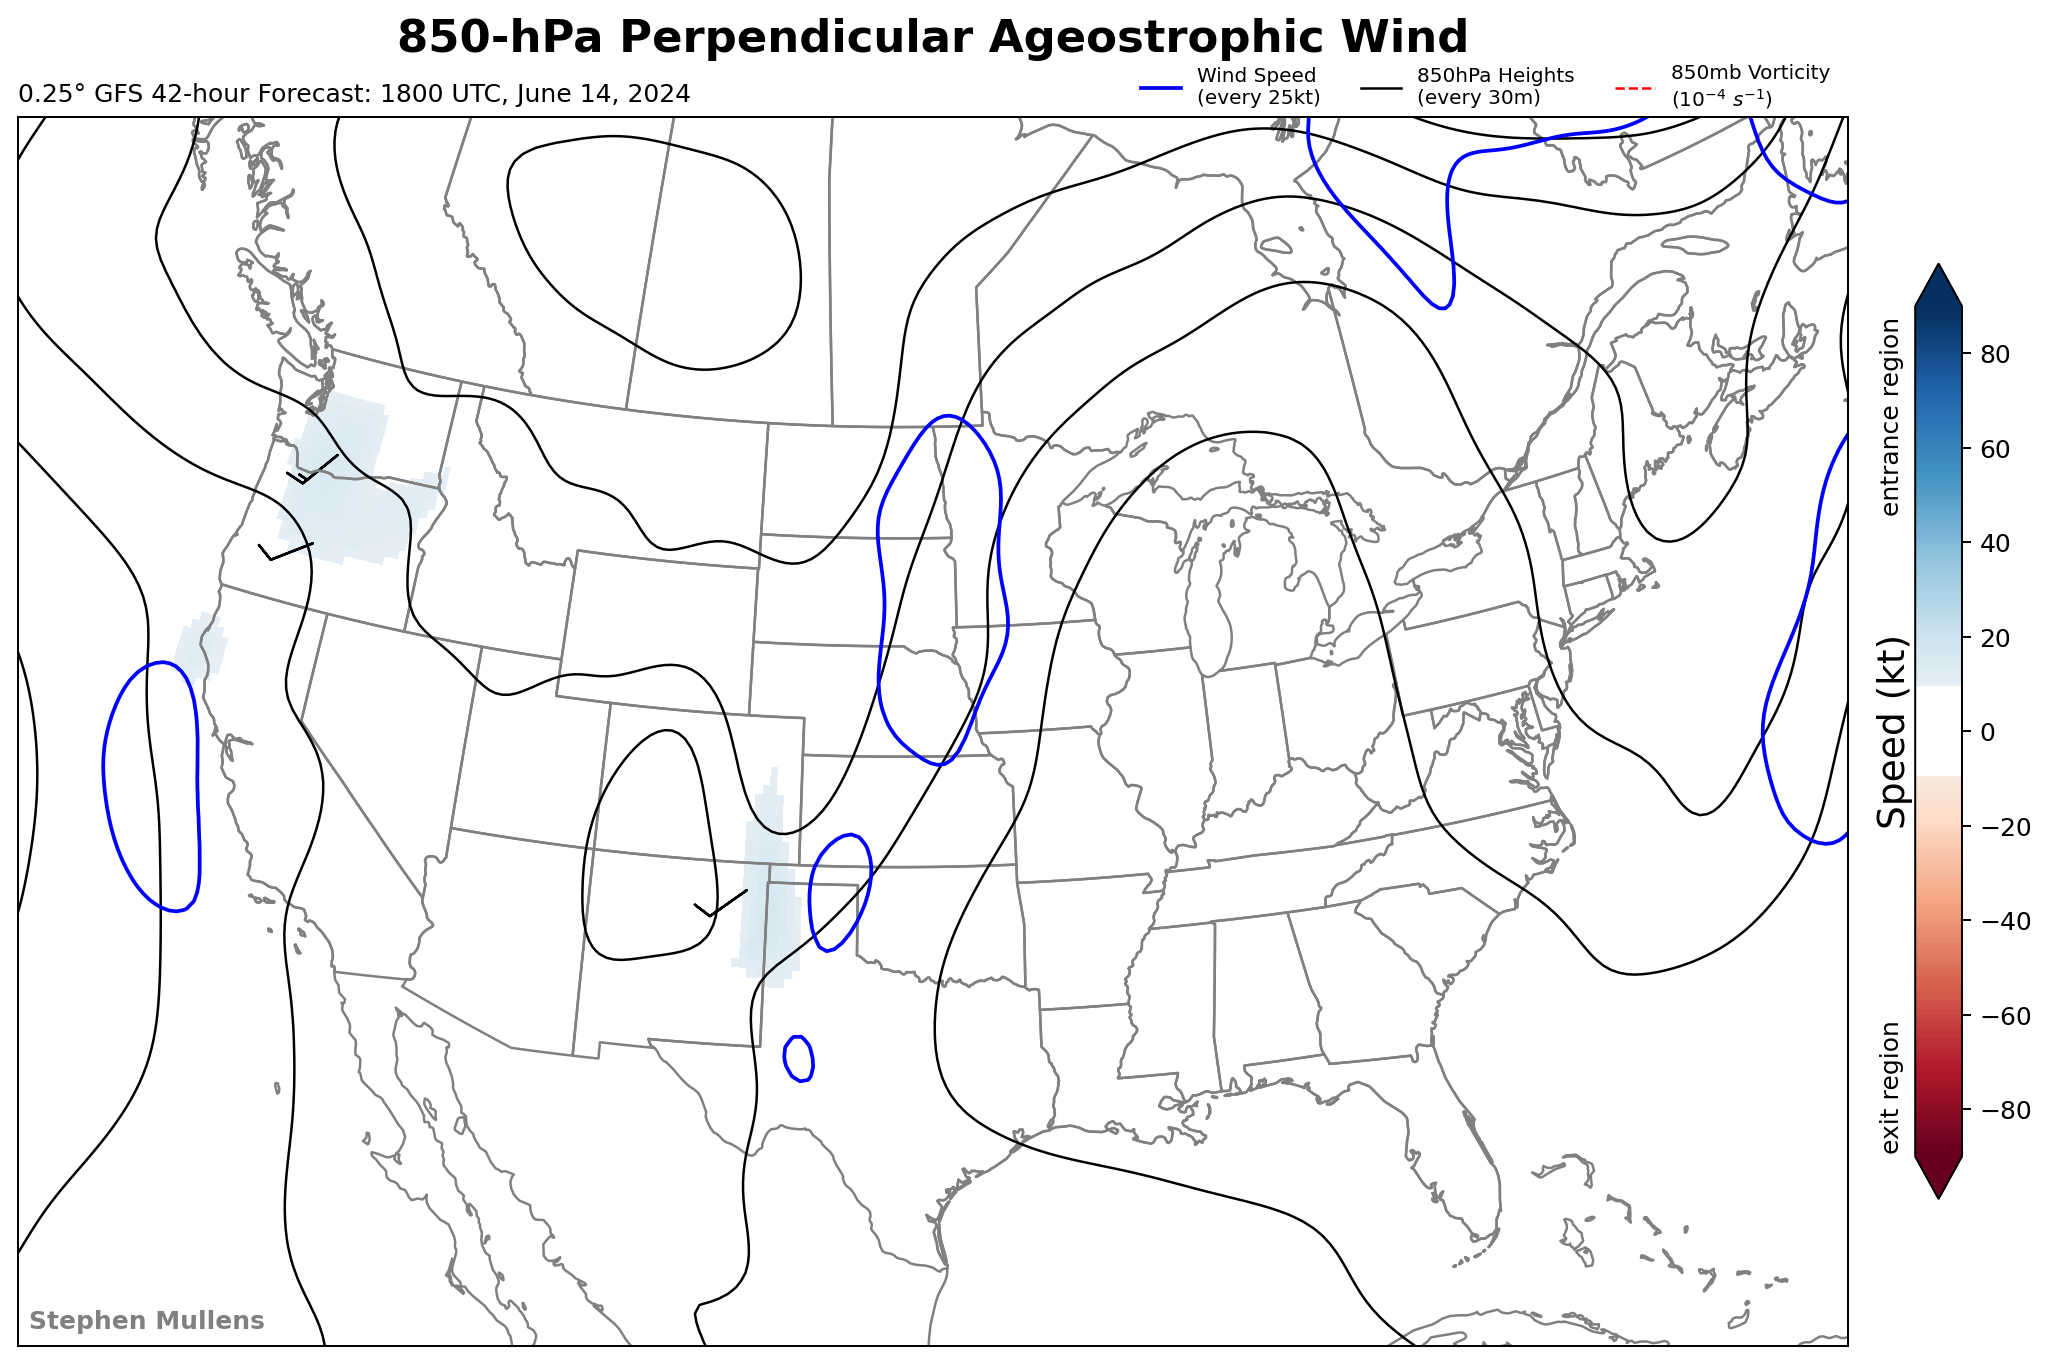 850-hPa Perpendicular Ageostrophic Wind
0.25° GFS 42-hour Forecast: 1800 UTC, June 14, 2024
Wind Speed
(every 25kt)
850hPa Heights
(every 30m)
850mb Vorticity
(10⁻⁴ s⁻¹)
entrance region
Speed (kt)
exit region
80
60
40
20
0
−20
−40
−60
−80
Stephen Mullens